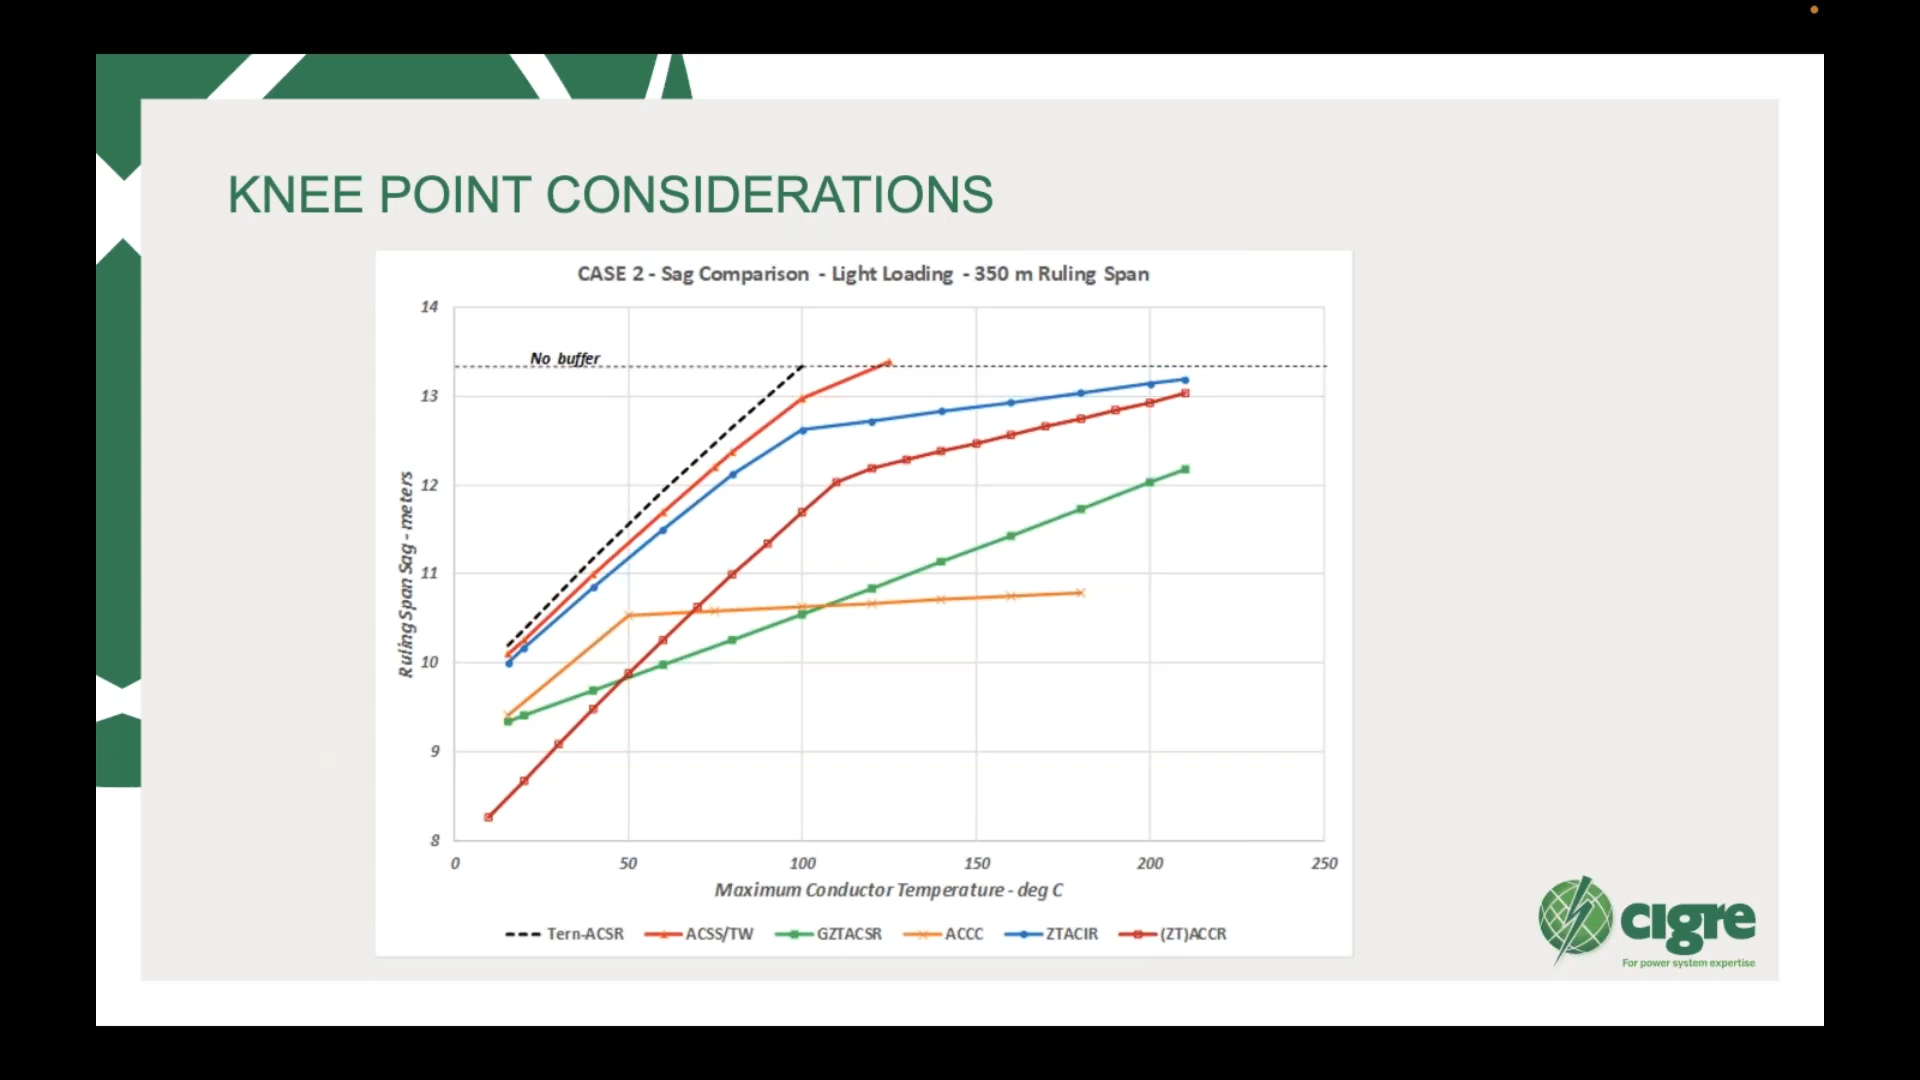 KNEE POINT CONSIDERATIONS
CASE 2 - Sag Comparison - Light Loading - 350 m Ruling Span
14
No buffer
13
12
11
10
9
8
Ruling Span Sag - meters
0 50 100 150 200 250
Maximum Conductor Temperature - deg C
Tern-ACSR ACSS/TW GZTACSR ACCC ZTACIR (ZT)ACCR
cigre
For power system expertise